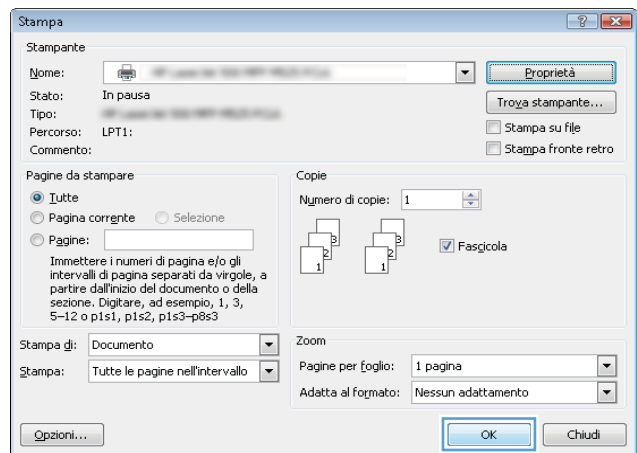 Stampa
Stampante
Nome:
Proprietà
Stato: In pausa
Trova stampante...
Tipo:
Percorso: LPT1:
Stampa su file
Commento:
Stampa fronte retro
Pagine da stampare
Tutte
Pagina corrente Selezione
Pagine:
Immettere i numeri di pagina e/o gli
intervalli di pagina separati da virgole, a
partire dall'inizio del documento o della
sezione. Digitare, ad esempio, 1, 3,
5–12 o p1s1, p1s2, p1s3–p8s3
Copie
Numero di copie: 1
3 3
2 2
1 1
Fascicola
Stampa di: Documento
Stampa: Tutte le pagine nell'intervallo
Zoom
Pagine per foglio: 1 pagina
Adatta al formato: Nessun adattamento
Opzioni...
OK
Chiudi